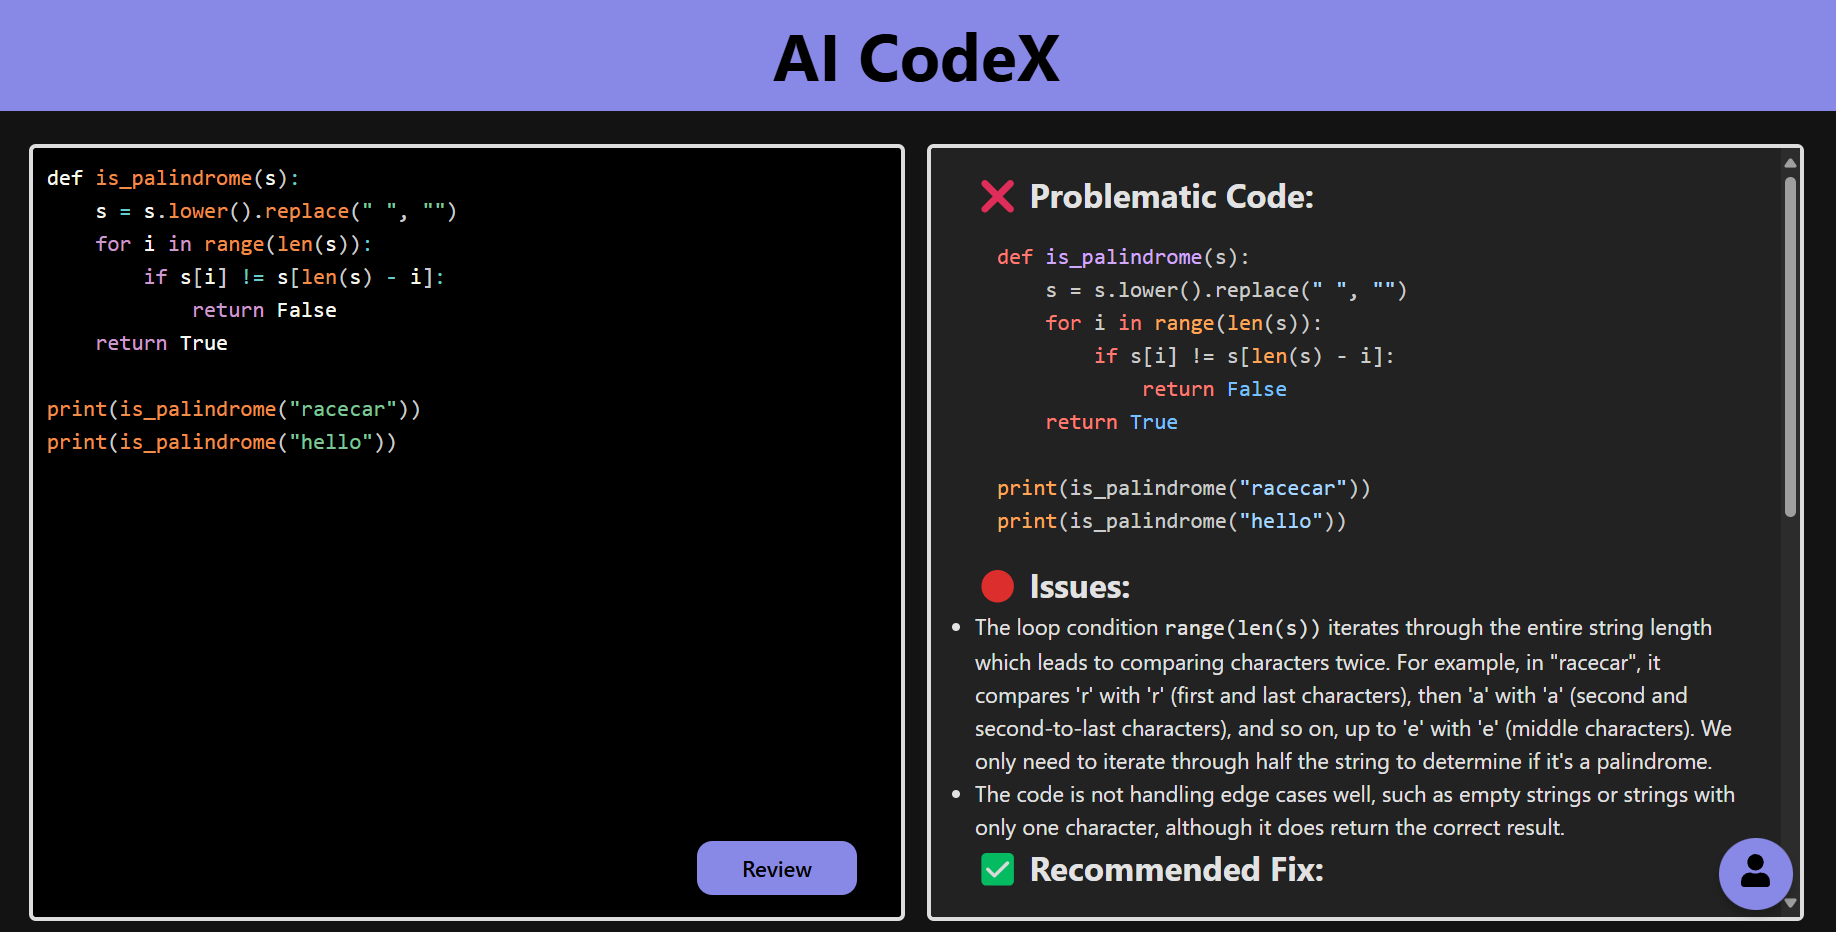 AI CodeX
def is_palindrome(s):
    s = s.lower().replace(" ", "")
    for i in range(len(s)):
        if s[i] != s[len(s) - i]:
            return False
    return True
print(is_palindrome("racecar"))
print(is_palindrome("hello"))
Review
❌ Problematic Code:
def is_palindrome(s):
    s = s.lower().replace(" ", "")
    for i in range(len(s)):
        if s[i] != s[len(s) - i]:
            return False
    return True
print(is_palindrome("racecar"))
print(is_palindrome("hello"))
🔴 Issues:
• The loop condition range(len(s)) iterates through the entire string length
which leads to comparing characters twice. For example, in "racecar", it
compares 'r' with 'r' (first and last characters), then 'a' with 'a' (second and
second-to-last characters), and so on, up to 'e' with 'e' (middle characters). We
only need to iterate through half the string to determine if it's a palindrome.
• The code is not handling edge cases well, such as empty strings or strings with
only one character, although it does return the correct result.
✅ Recommended Fix: